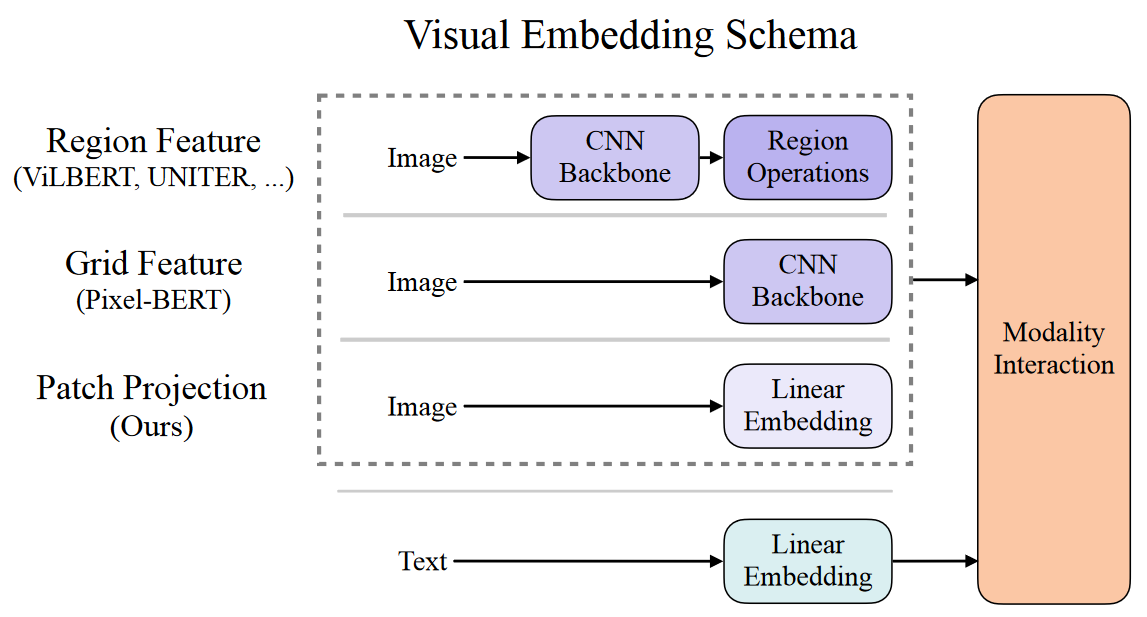 Visual Embedding Schema
Region Feature
(ViLBERT, UNITER, ...)
Image
CNN
Backbone
Region
Operations
Grid Feature
(Pixel-BERT)
Image
CNN
Backbone
Patch Projection
(Ours)
Image
Linear
Embedding
Text
Linear
Embedding
Modality
Interaction